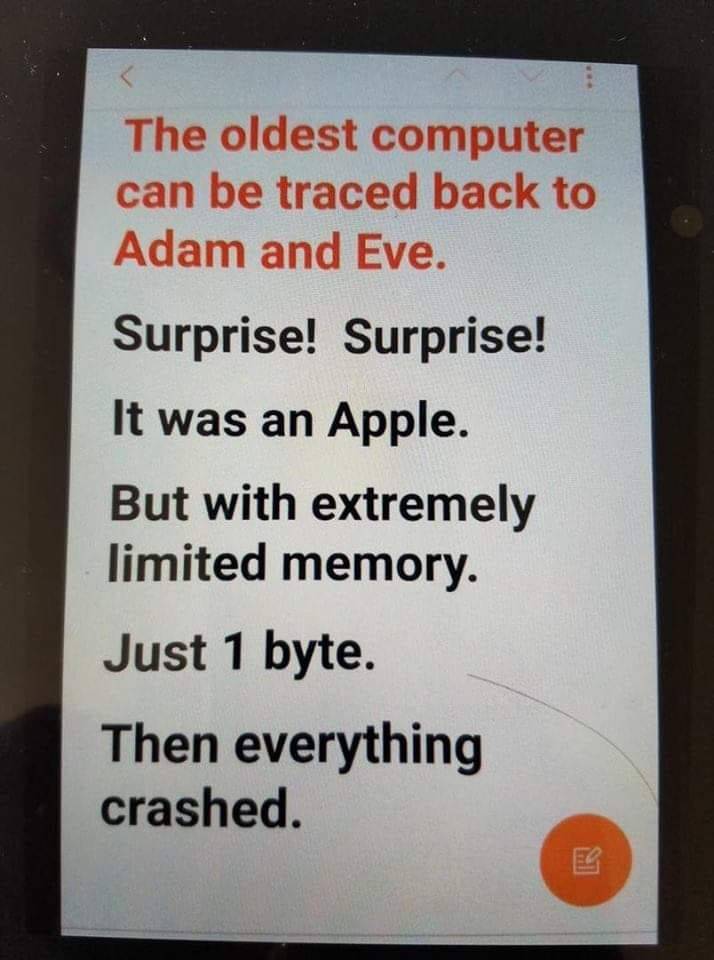 The oldest computer
can be traced back to
Adam and Eve.
Surprise!  Surprise!
It was an Apple.
But with extremely
limited memory.
Just 1 byte.
Then everything
crashed.